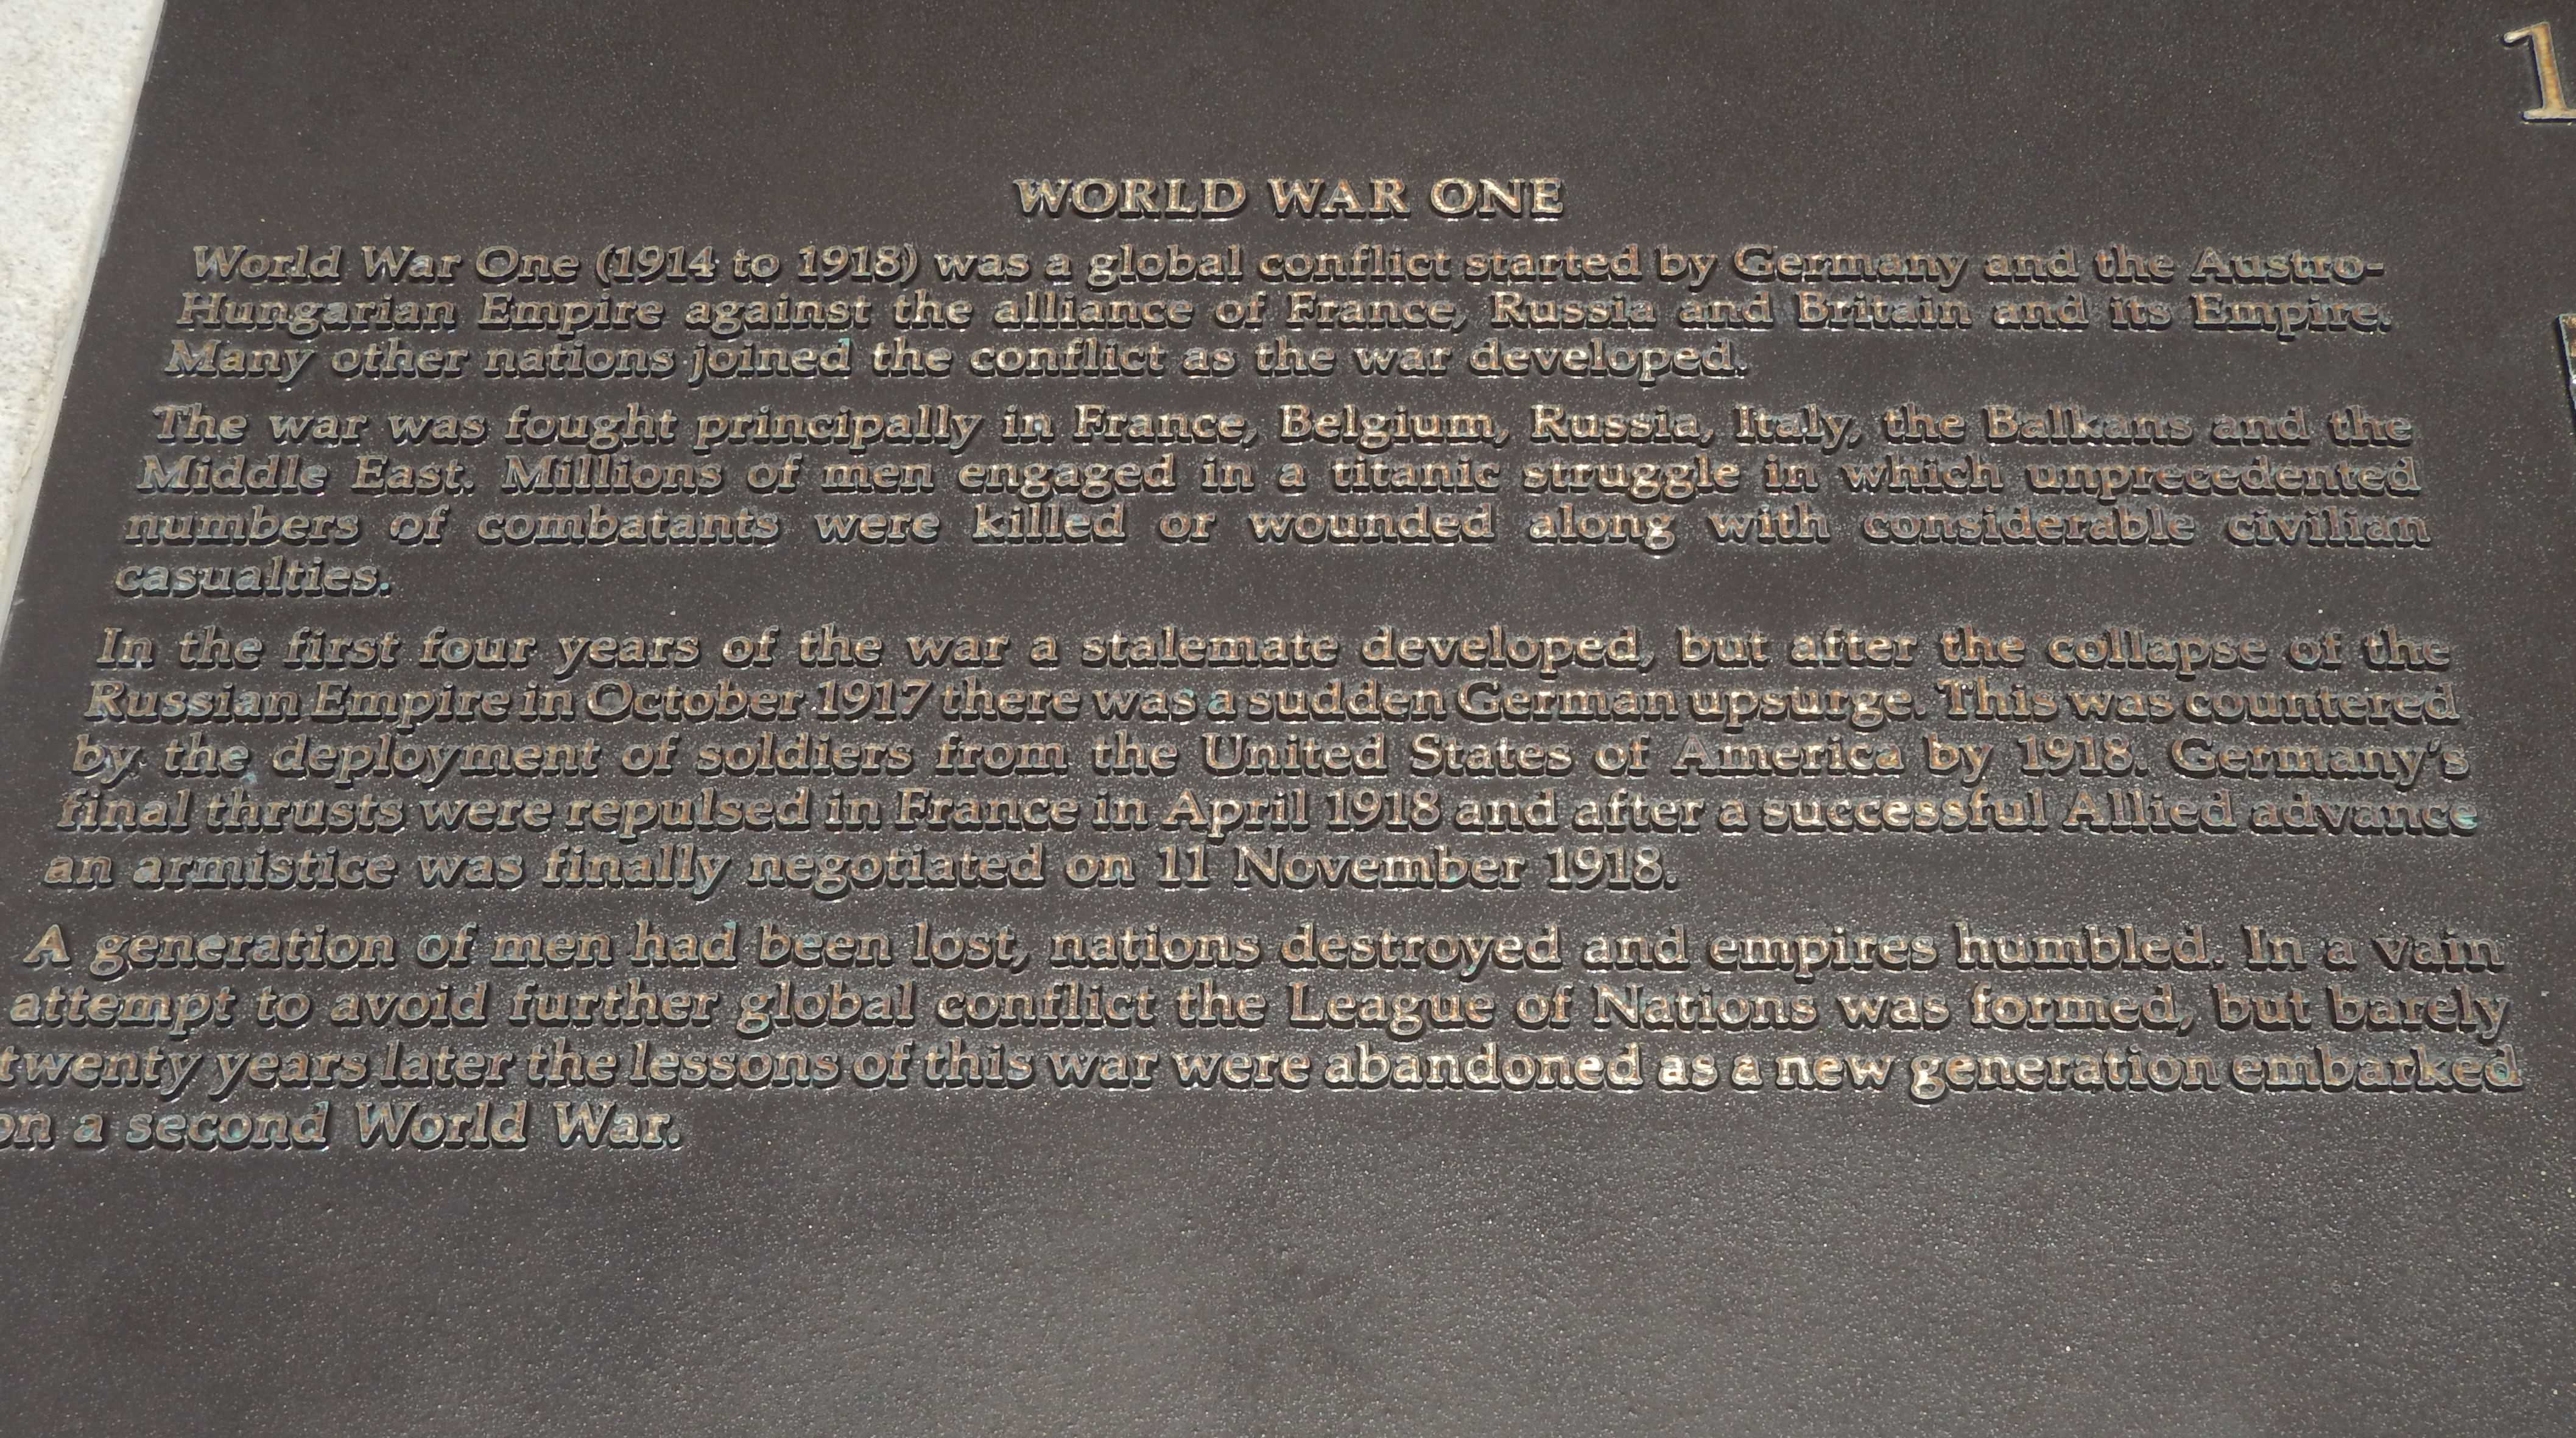 1
WORLD WAR ONE
World War One (1914 to 1918) was a global conflict started by Germany and the Austro-
Hungarian Empire against the alliance of France, Russia and Britain and its Empire.
Many other nations joined the conflict as the war developed.
The war was fought principally in France, Belgium, Russia, Italy, the Balkans and the
Middle East. Millions of men engaged in a titanic struggle in which unprecedented
numbers of combatants were killed or wounded along with considerable civilian
casualties.
In the first four years of the war a stalemate developed, but after the collapse of the
Russian Empire in October 1917 there was a sudden German upsurge. This was countered
by the deployment of soldiers from the United States of America by 1918. Germany's
final thrusts were repulsed in France in April 1918 and after a successful Allied advance
an armistice was finally negotiated on 11 November 1918.
A generation of men had been lost, nations destroyed and empires humbled. In a vain
attempt to avoid further global conflict the League of Nations was formed, but barely
twenty years later the lessons of this war were abandoned as a new generation embarked
on a second World War.